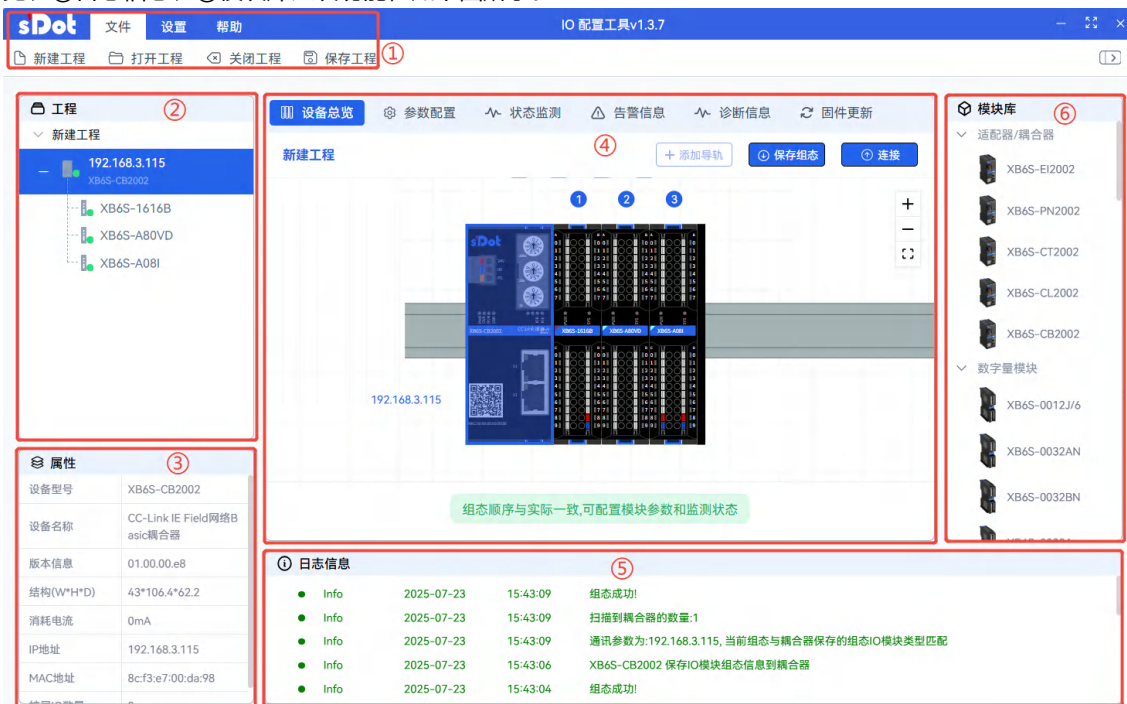 sDot 文件 设置 帮助 IO 配置工具v1.3.7
新建工程 打开工程 关闭工程 保存工程 ①
工程 ②
新建工程
192.168.3.115
XB6S-CB2002
XB6S-1616B
XB6S-A80VD
XB6S-A08I
属性 ③
设备型号 XB6S-CB2002
设备名称 CC-Link IE Field网络B
asic耦合器
版本信息 01.00.00.e8
结构(W*H*D) 43*106.4*62.2
消耗电流 0mA
IP地址 192.168.3.115
MAC地址 8c:f3:e7:00:da:98
设备总览 参数配置 状态监测 告警信息 诊断信息 固件更新
④
新建工程 + 添加导轨 保存组态 连接
1 2 3
sDot
XB6S-CB2002 XB6S-1616B XB6S-A80VD XB6S-A08I
192.168.3.115
组态顺序与实际一致,可配置模块参数和监测状态
日志信息 ⑤
Info 2025-07-23 15:43:09 组态成功!
Info 2025-07-23 15:43:09 扫描到耦合器的数量:1
Info 2025-07-23 15:43:09 通讯参数为:192.168.3.115, 当前组态与耦合器保存的组态IO模块类型匹配
Info 2025-07-23 15:43:06 XB6S-CB2002 保存IO模块组态信息到耦合器
Info 2025-07-23 15:43:04 组态成功!
模块库 ⑥
适配器/耦合器
XB6S-EI2002
XB6S-PN2002
XB6S-CT2002
XB6S-CL2002
XB6S-CB2002
数字量模块
XB6S-0012J/6
XB6S-0032AN
XB6S-0032BN